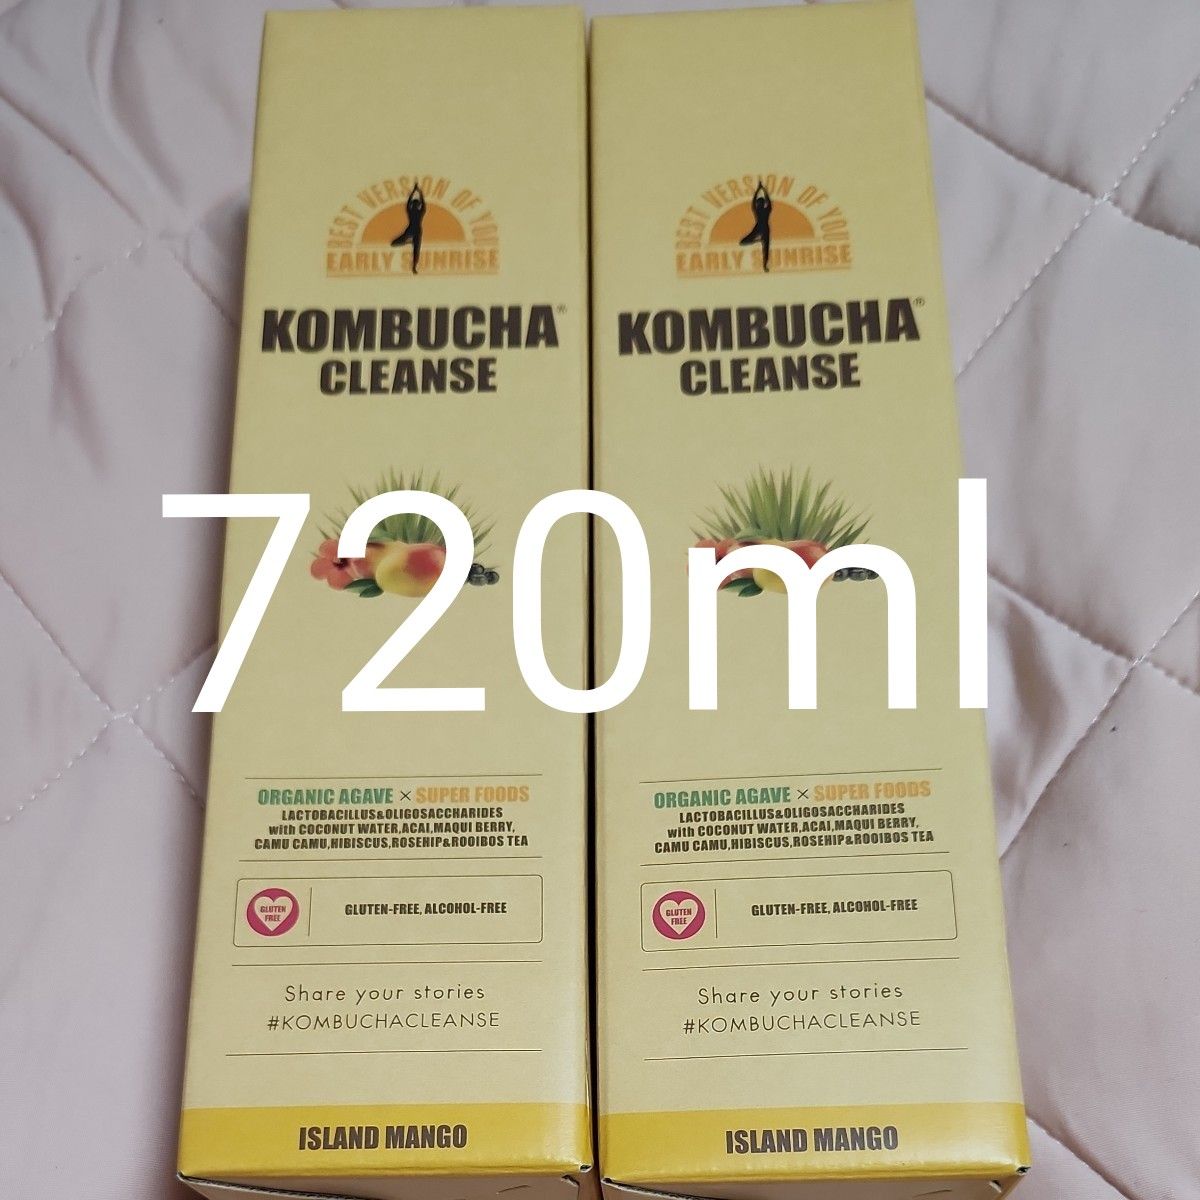 BEST VERSION OF YOU
EARLY SUNRISE
KOMBUCHA®
CLEANSE
ORGANIC AGAVE × SUPER FOODS
LACTOBACILLUS&OLIGOSACCHARIDES
with COCONUT WATER,ACAI,MAQUI BERRY,
CAMU CAMU,HIBISCUS,ROSEHIP&ROOIBOS TEA
GLUTEN
FREE
GLUTEN-FREE, ALCOHOL-FREE
Share your stories
#KOMBUCHACLEANSE
ISLAND MANGO
BEST VERSION OF YOU
EARLY SUNRISE
KOMBUCHA®
CLEANSE
ORGANIC AGAVE × SUPER FOODS
LACTOBACILLUS&OLIGOSACCHARIDES
with COCONUT WATER,ACAI,MAQUI BERRY,
CAMU CAMU,HIBISCUS,ROSEHIP&ROOIBOS TEA
GLUTEN
FREE
GLUTEN-FREE, ALCOHOL-FREE
Share your stories
#KOMBUCHACLEANSE
ISLAND MANGO
720ml